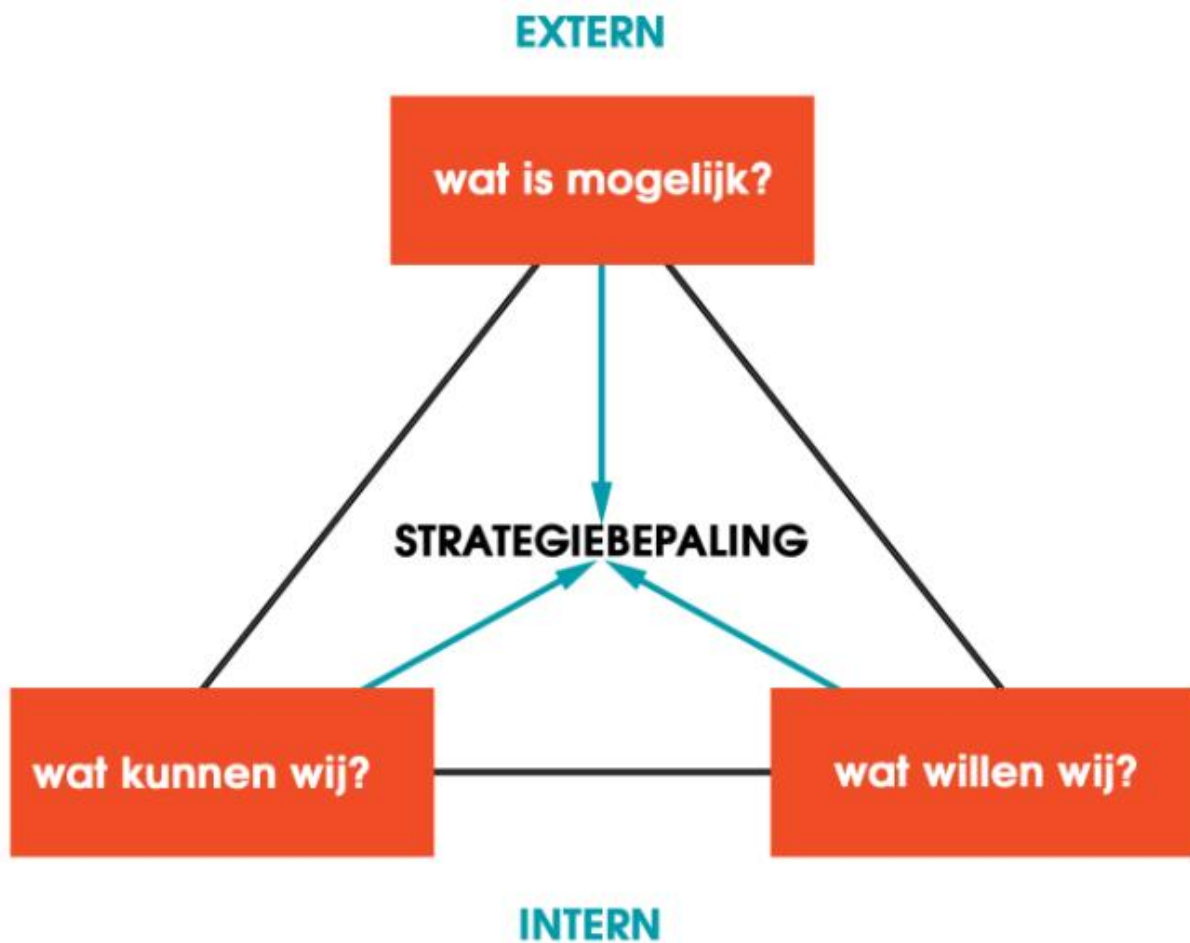 EXTERN
wat is mogelijk?
STRATEGIEBEPALING
wat kunnen wij?
wat willen wij?
INTERN